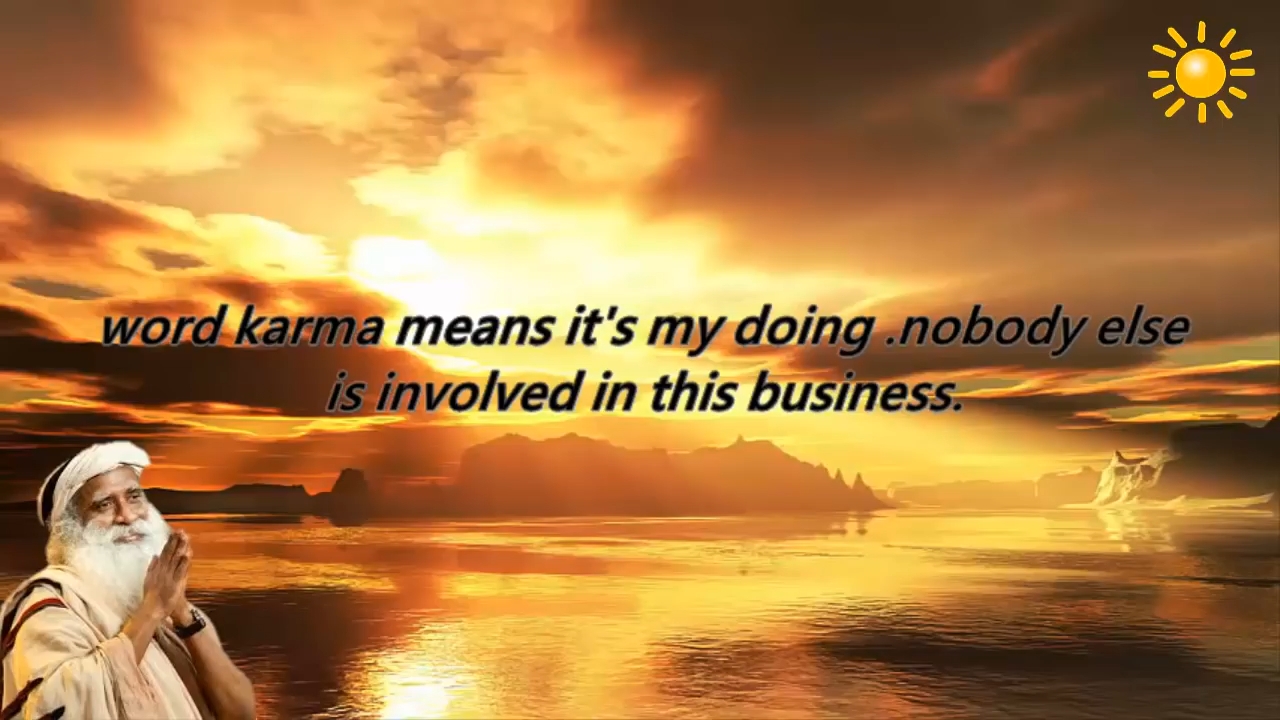 word karma means it's my doing .nobody else
is involved in this business.